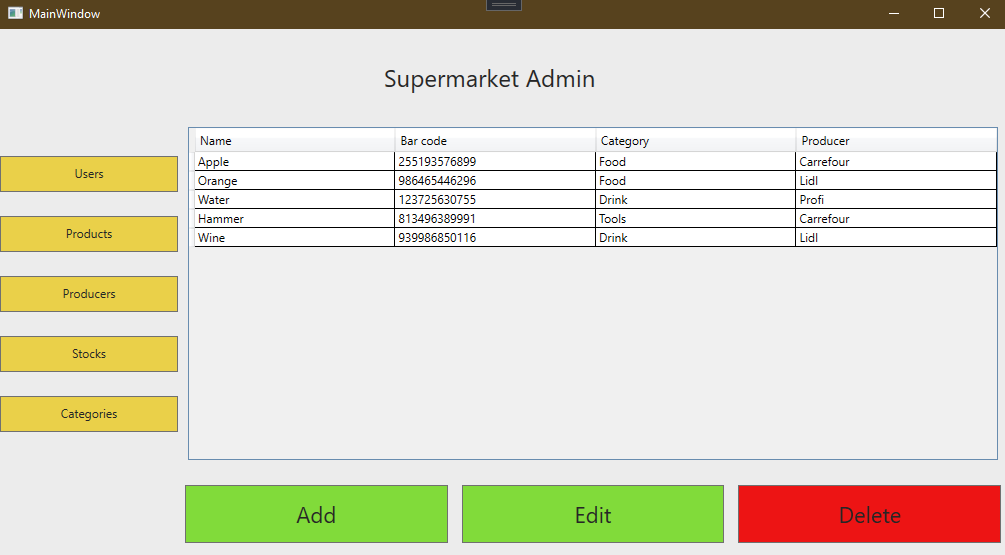 MainWindow
Supermarket Admin
Name Bar code Category Producer
Apple 255193576899 Food Carrefour
Orange 986465446296 Food Lidl
Water 123725630755 Drink Profi
Hammer 813496389991 Tools Carrefour
Wine 939986850116 Drink Lidl
Users
Products
Producers
Stocks
Categories
Add Edit Delete